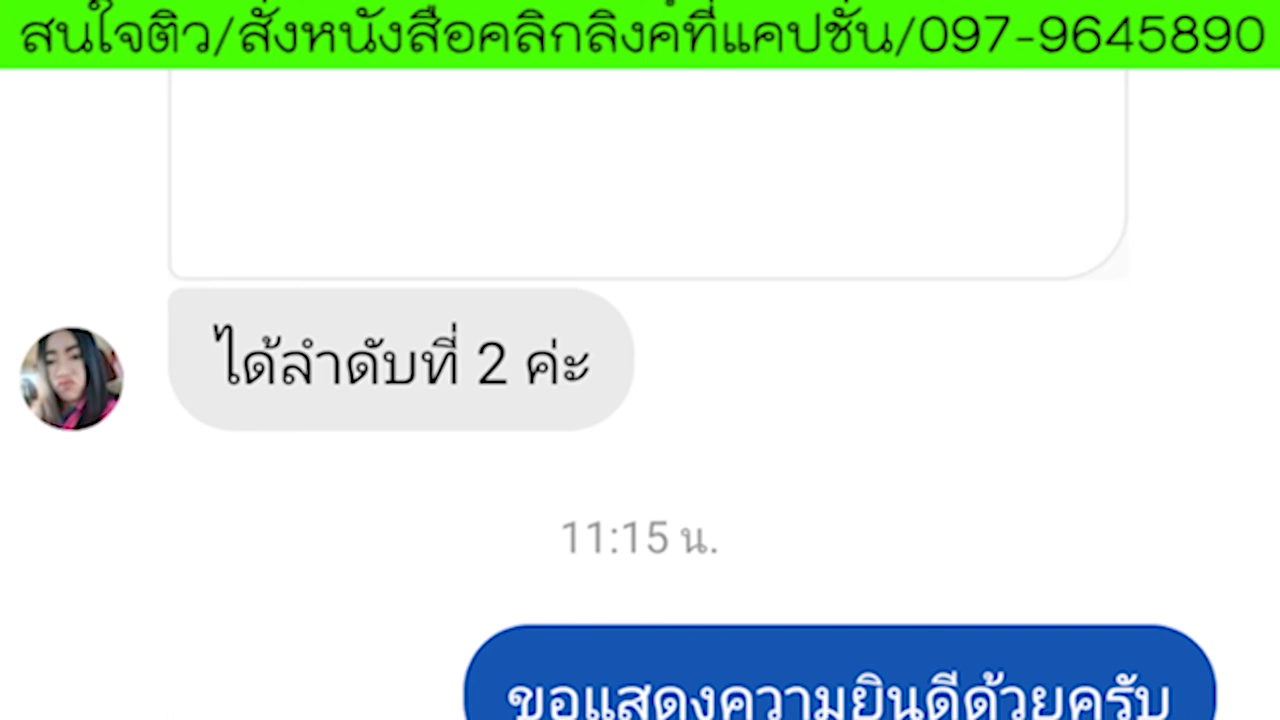 สนใจติว/สั่งหนังสือคลิกลิงค์ที่แคปชั่น/097-9645890
ได้ลำดับที่ 2 ค่ะ
11:15 น.
ขอแสดงความยินดีด้วยครับ